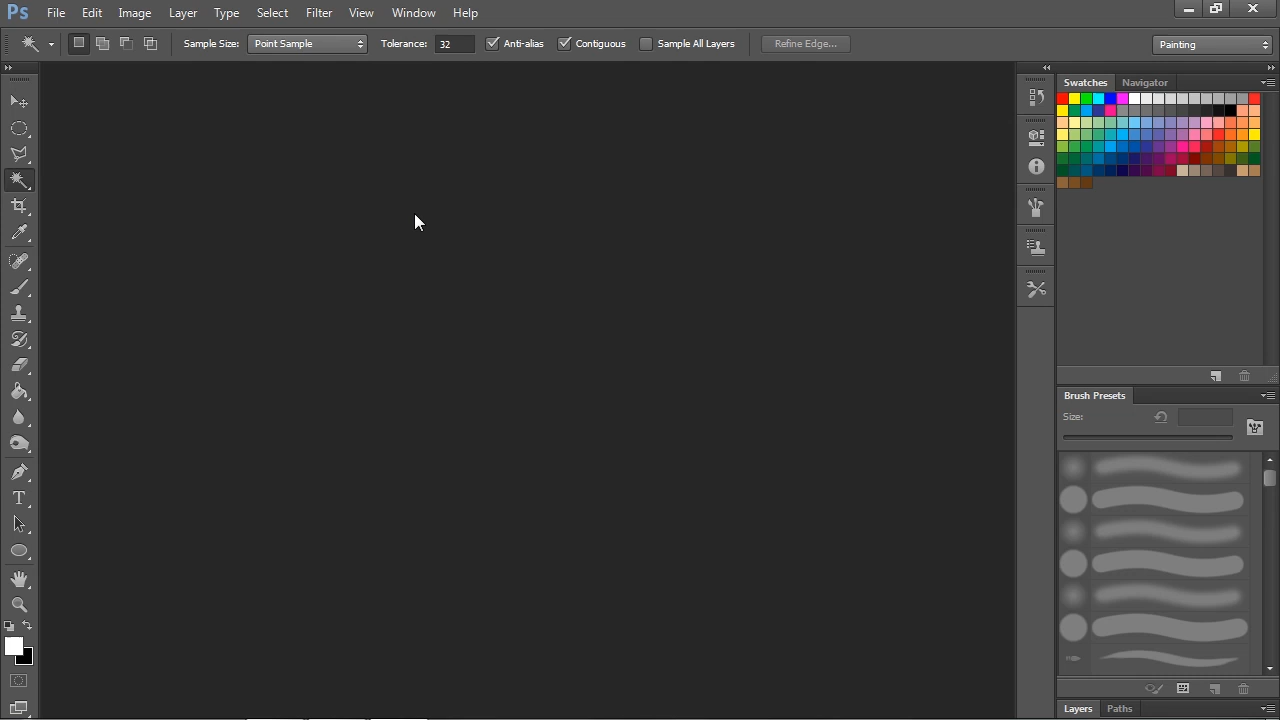 Ps File Edit Image Layer Type Select Filter View Window Help
Sample Size: Point Sample Tolerance: 32 Anti-alias Contiguous Sample All Layers Refine Edge... Painting
Swatches Navigator
Brush Presets
Size:
T
Layers Paths